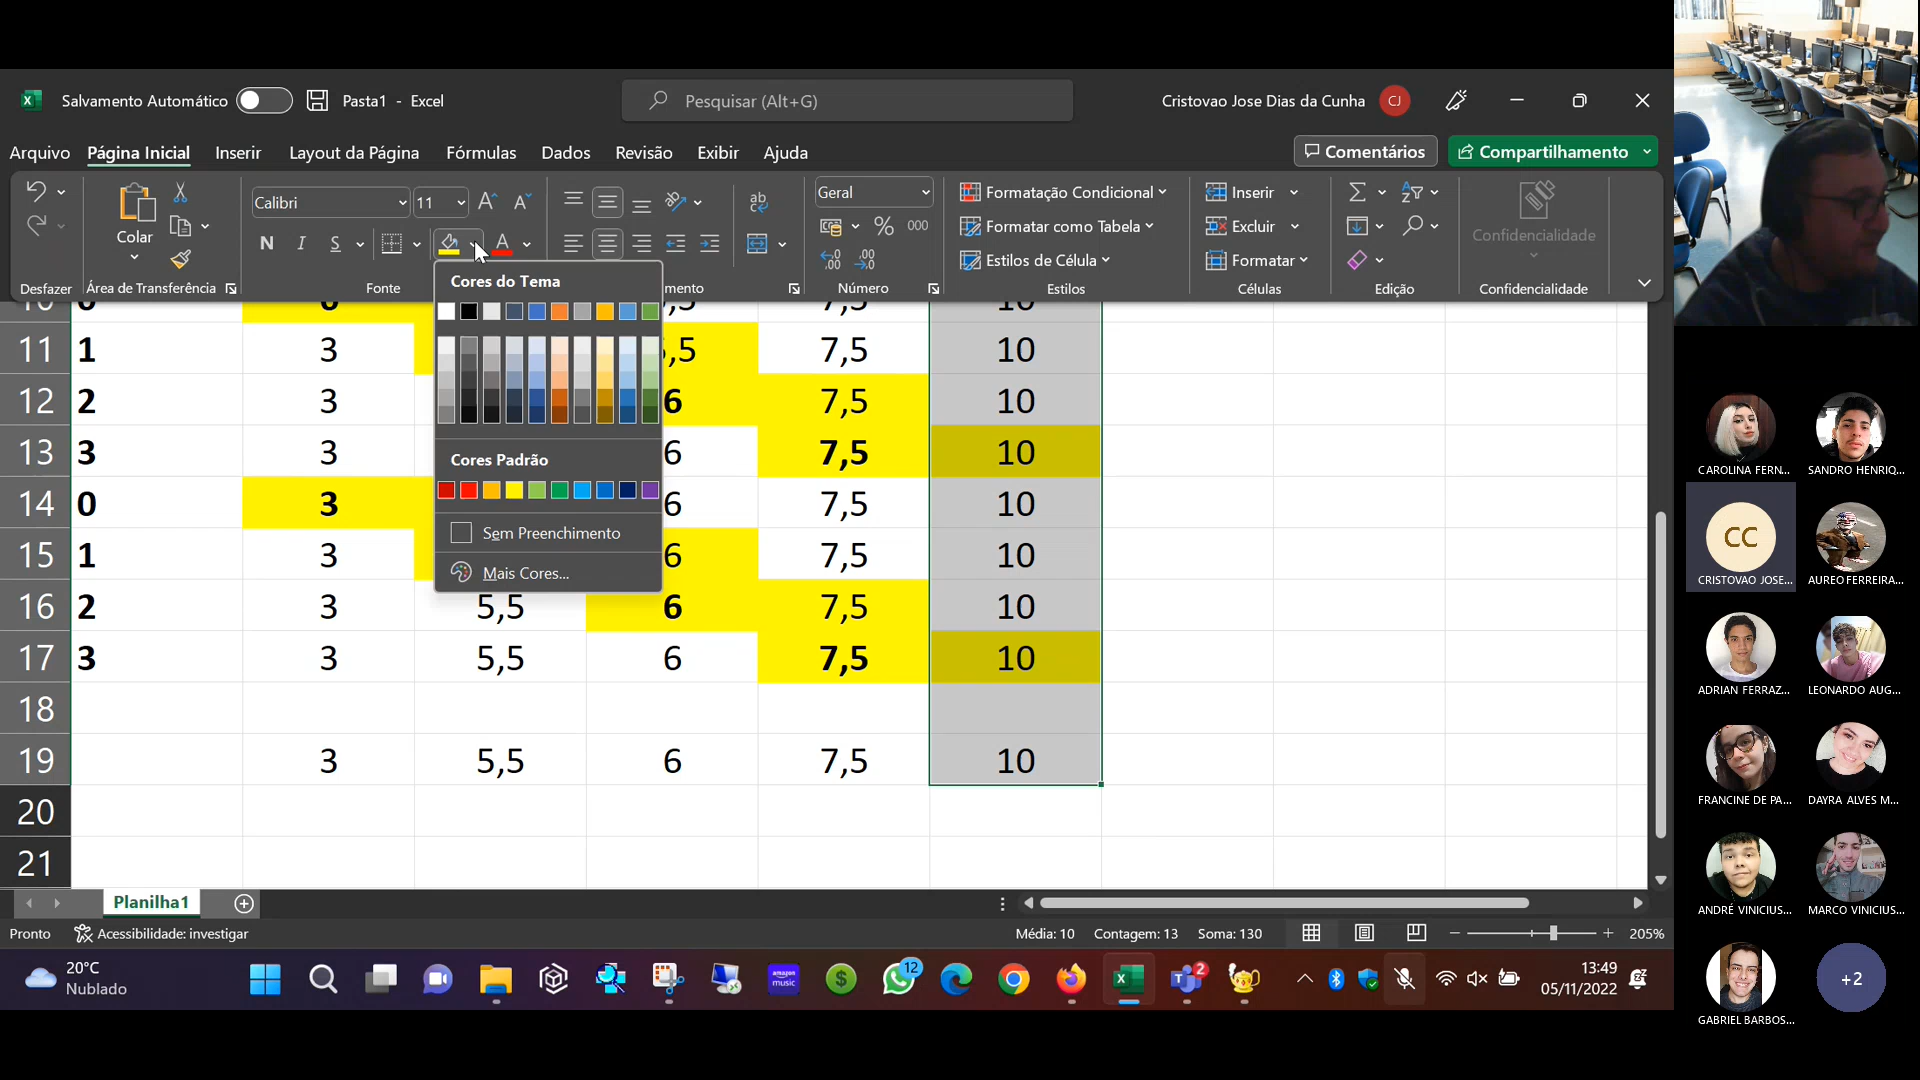 Salvamento Automático
Pasta1 - Excel
Pesquisar (Alt+G)
Cristovao Jose Dias da Cunha
CJ
Arquivo
Página Inicial
Inserir
Layout da Página
Fórmulas
Dados
Revisão
Exibir
Ajuda
Comentários
Compartilhamento
Colar
Calibri
11
N I S
A
Geral
% 000
Formatação Condicional
Formatar como Tabela
Estilos de Célula
Inserir
Excluir
Formatar
Confidencialidade
Desfazer
Área de Transferência
Fonte
mento
Número
Estilos
Células
Edição
Confidencialidade
Cores do Tema
Cores Padrão
Sem Preenchimento
Mais Cores...
11 1 3 ,5 7,5 10
12 2 3 6 7,5 10
13 3 3 6 7,5 10
14 0 3 6 7,5 10
15 1 3 6 7,5 10
16 2 3 5,5 6 7,5 10
17 3 3 5,5 6 7,5 10
18
19 3 5,5 6 7,5 10
20
21
Planilha1
Pronto
Acessibilidade: investigar
Média: 10 Contagem: 13 Soma: 130
205%
20°C
Nublado
amazon
music
12
2
13:49
05/11/2022
CAROLINA FERN...
SANDRO HENRIQ...
CC
CRISTOVAO JOSE...
AUREO FERREIRA...
ADRIAN FERRAZ...
LEONARDO AUG...
FRANCINE DE PA...
DAYRA ALVES M...
ANDRÉ VINICIUS...
MARCO VINICIUS...
GABRIEL BARBOS...
+2